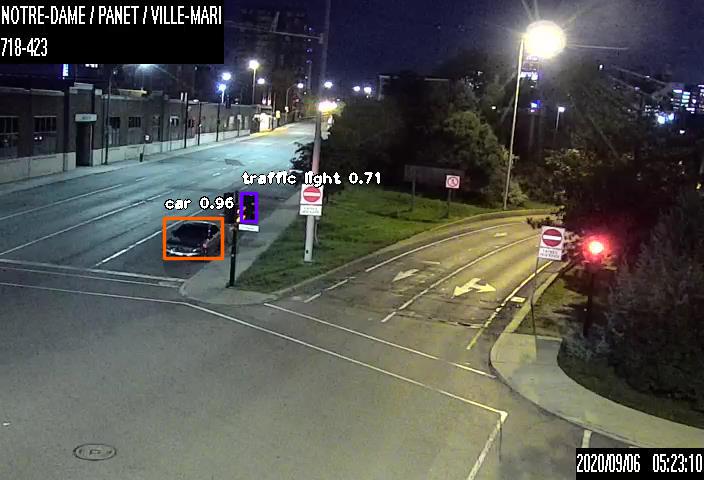 NOTRE-DAME / PANET / VILLE-MARI
718-423
traffic light 0.71
car 0.96
2020/09/06 05:23:10